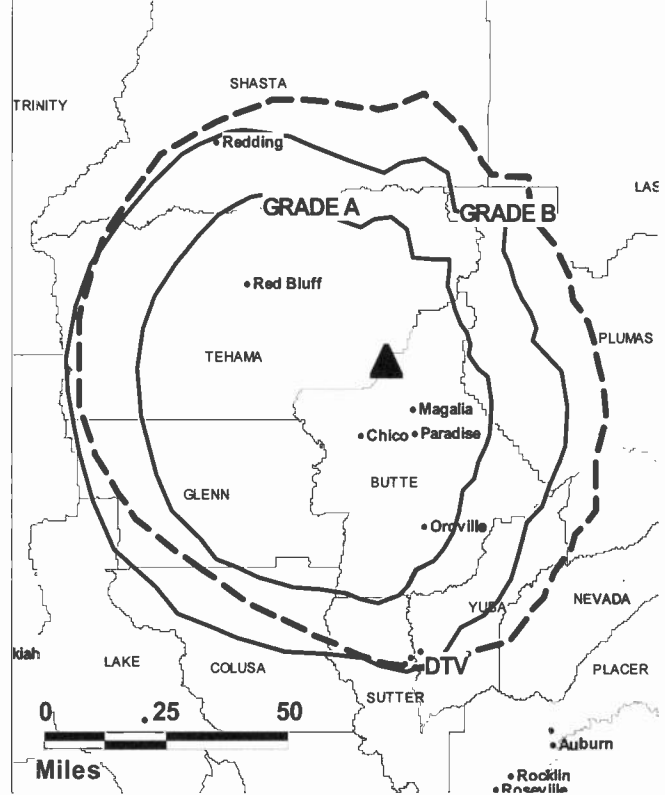 SHASTA
TRINITY
Redding
LAS
GRADE A
GRADE B
Red Bluff
PLUMAS
TEHAMA
Magalia
Chico
Paradise
BUTTE
GLENN
Oroville
NEVADA
YUBA
kiah
LAKE
COLUSA
DTV
PLACER
SUTTER
0 25 50
Auburn
Miles
Rocklin
Roseville